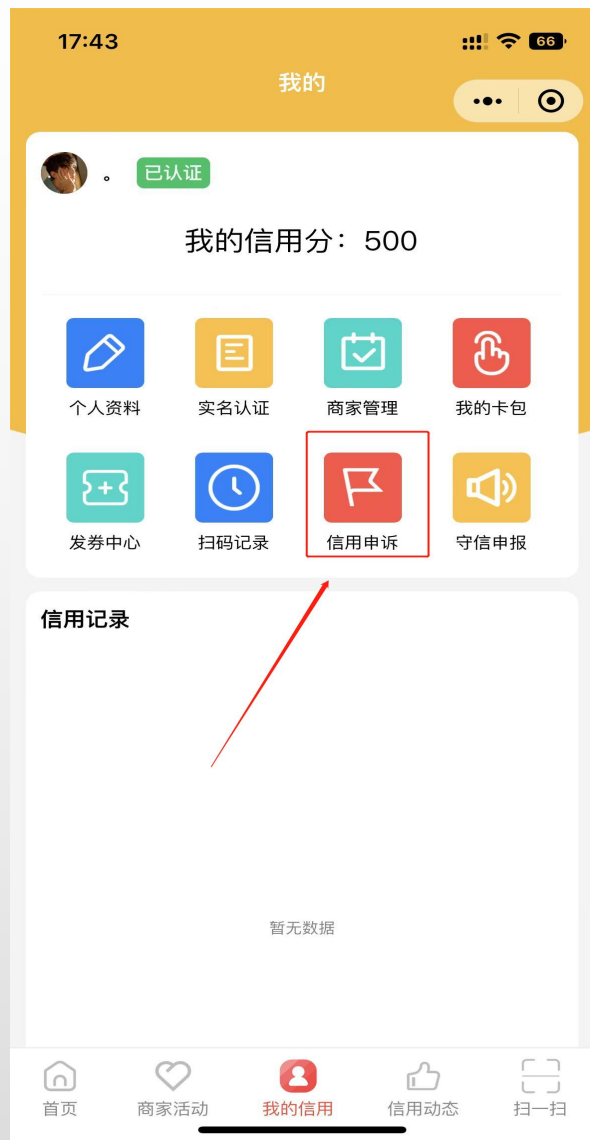 17:43
66
我的
。 已认证
我的信用分：500
个人资料 实名认证 商家管理 我的卡包
发券中心 扫码记录 信用申诉 守信申报
信用记录
暂无数据
首页 商家活动 我的信用 信用动态 扫一扫